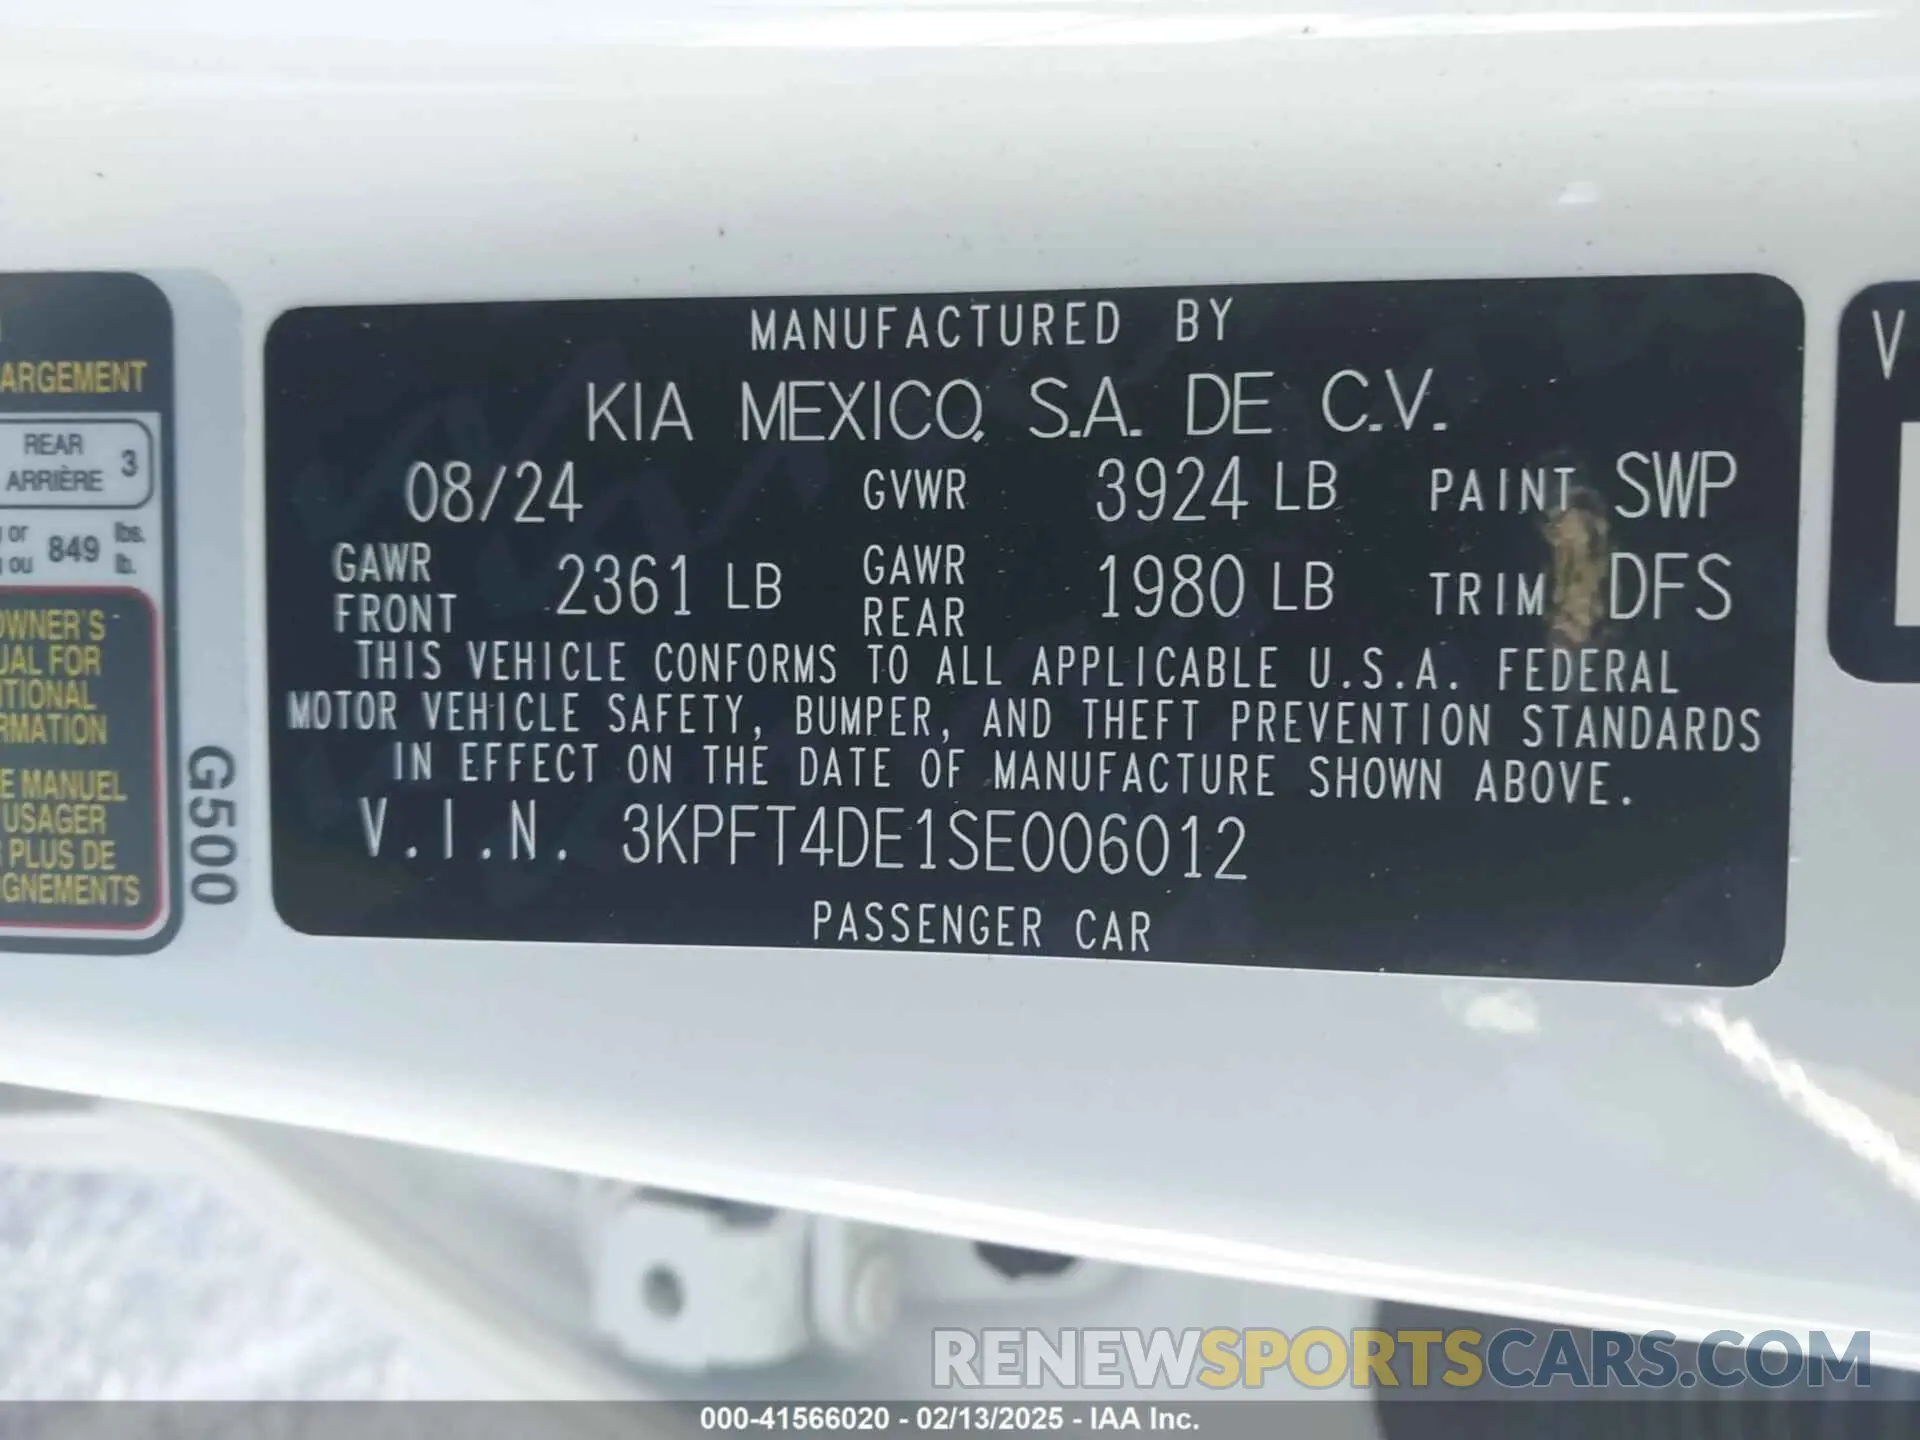 ARGEMENT
REAR
ARRIÈRE 3
or
ou 849 lbs.
lb.
OWNER'S
UAL FOR
ITIONAL
RMATION
E MANUEL
USAGER
PLUS DE
GNEMENTS
G500
MANUFACTURED BY
KIA MEXICO, S.A. DE C.V.
08/24 GVWR 3924 LB PAINT SWP
GAWR FRONT 2361 LB GAWR REAR 1980 LB TRIM DFS
THIS VEHICLE CONFORMS TO ALL APPLICABLE U.S.A. FEDERAL
MOTOR VEHICLE SAFETY, BUMPER, AND THEFT PREVENTION STANDARDS
IN EFFECT ON THE DATE OF MANUFACTURE SHOWN ABOVE.
V.I.N. 3KPFT4DE1SE006012
PASSENGER CAR
V
RENEWSPORTSCARS.COM
000-41566020 - 02/13/2025 - IAA Inc.